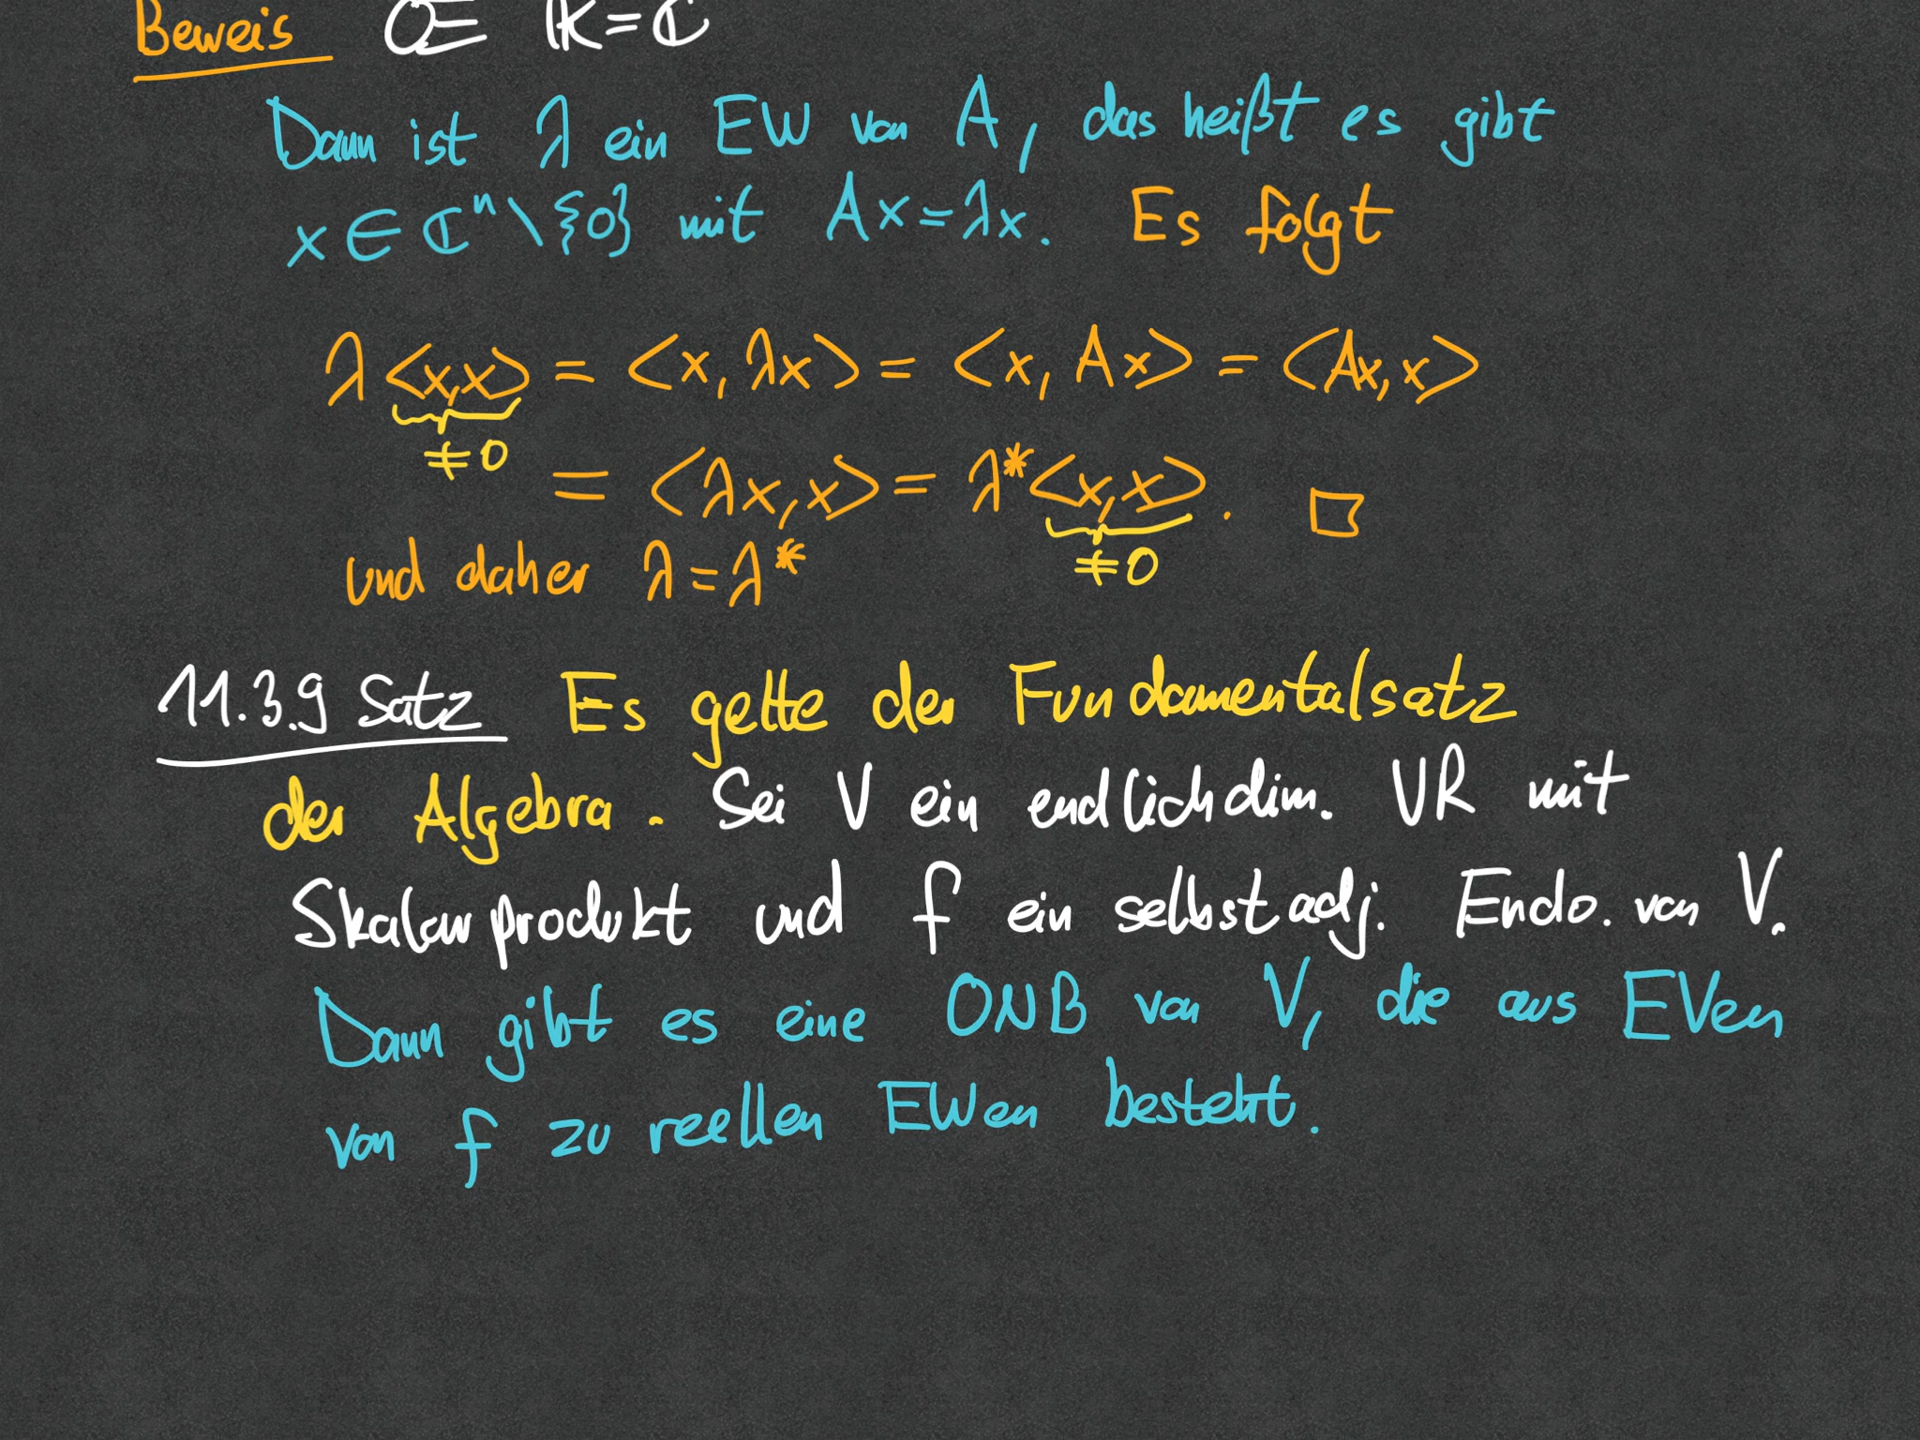 Beweis Œ 𝕂=ℂ
Dann ist λ ein EW von A, das heißt es gibt
x ∈ ℂⁿ \ {0} mit Ax = λx. Es folgt
λ <x,x> = <x, λx> = <x, Ax> = <Ax, x>
≠0
= <λx, x> = λ* <x, x>. □
und daher λ = λ* ≠0
11.3.9 Satz Es gelte der Fundamentalsatz
der Algebra. Sei V ein endlichdim. VR mit
Skalarprodukt und f ein selbstadj. Endo. von V.
Dann gibt es eine ONB von V, die aus EVen
von f zu reellen EWen besteht.